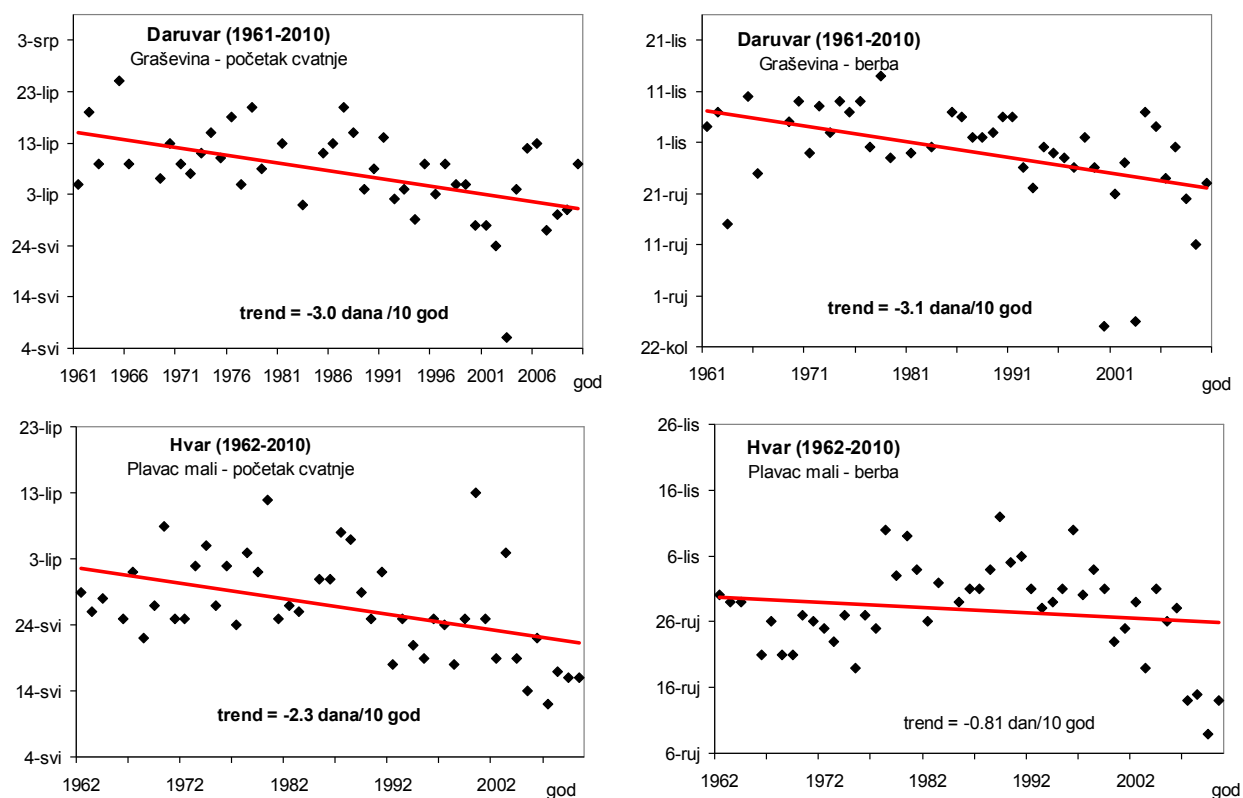 Daruvar (1961-2010)
Graševina - početak cvatnje
3-srp
23-lip
13-lip
3-lip
24-svi
14-svi
4-svi
trend = -3.0 dana /10 god
1961 1966 1971 1976 1981 1986 1991 1996 2001 2006 god
Daruvar (1961-2010)
Graševina - berba
21-lis
11-lis
1-lis
21-ruj
11-ruj
1-ruj
22-kol
trend = -3.1 dana/10 god
1961 1971 1981 1991 2001 god
Hvar (1962-2010)
Plavac mali - početak cvatnje
23-lip
13-lip
3-lip
24-svi
14-svi
4-svi
trend = -2.3 dana/10 god
1962 1972 1982 1992 2002 god
Hvar (1962-2010)
Plavac mali - berba
26-lis
16-lis
6-lis
26-ruj
16-ruj
6-ruj
trend = -0.81 dan/10 god
1962 1972 1982 1992 2002 god